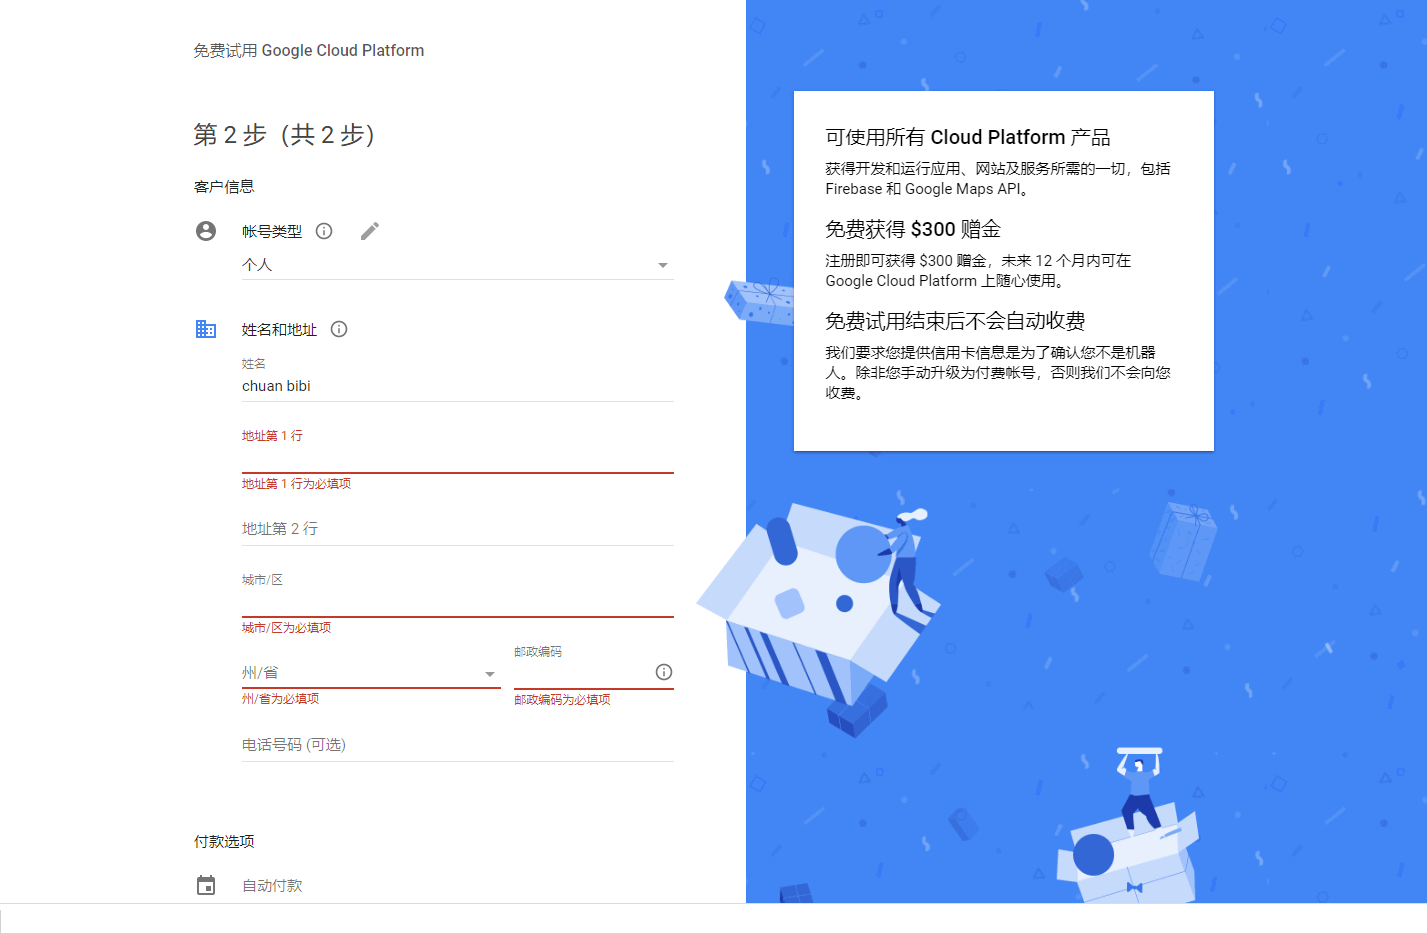 免费试用 Google Cloud Platform
第 2 步（共 2 步）
客户信息
帐号类型
个人
姓名和地址
姓名
chuan bibi
地址第 1 行
地址第 1 行为必填项
地址第 2 行
城市/区
城市/区为必填项
州/省
州/省为必填项
邮政编码
邮政编码为必填项
电话号码 (可选)
付款选项
自动付款
可使用所有 Cloud Platform 产品
获得开发和运行应用、网站及服务所需的一切，包括
Firebase 和 Google Maps API。
免费获得 $300 赠金
注册即可获得 $300 赠金，未来 12 个月内可在
Google Cloud Platform 上随心使用。
免费试用结束后不会自动收费
我们要求您提供信用卡信息是为了确认您不是机器
人。除非您手动升级为付费帐号，否则我们不会向您
收费。